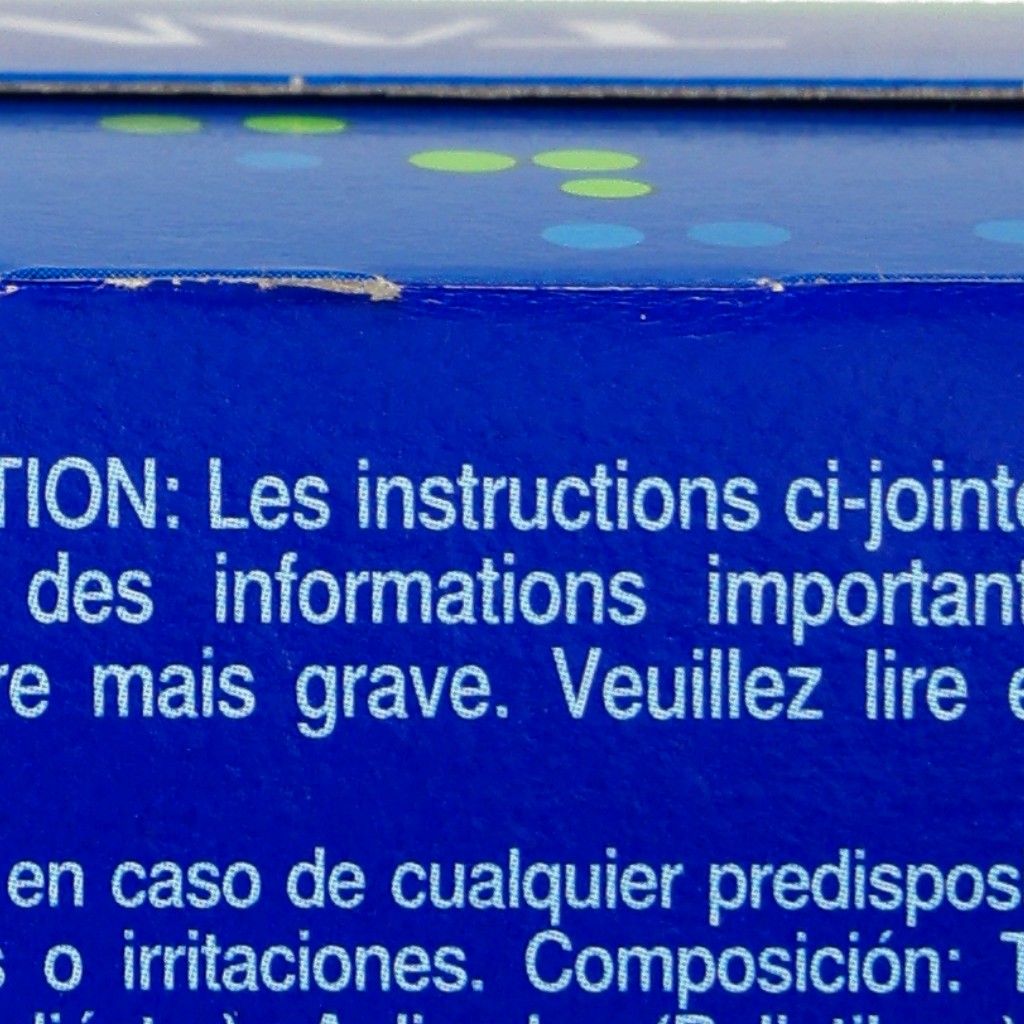 TION: Les instructions ci-jointe
des informations important
re mais grave. Veuillez lire e
en caso de cualquier predispos
s o irritaciones. Composición: T